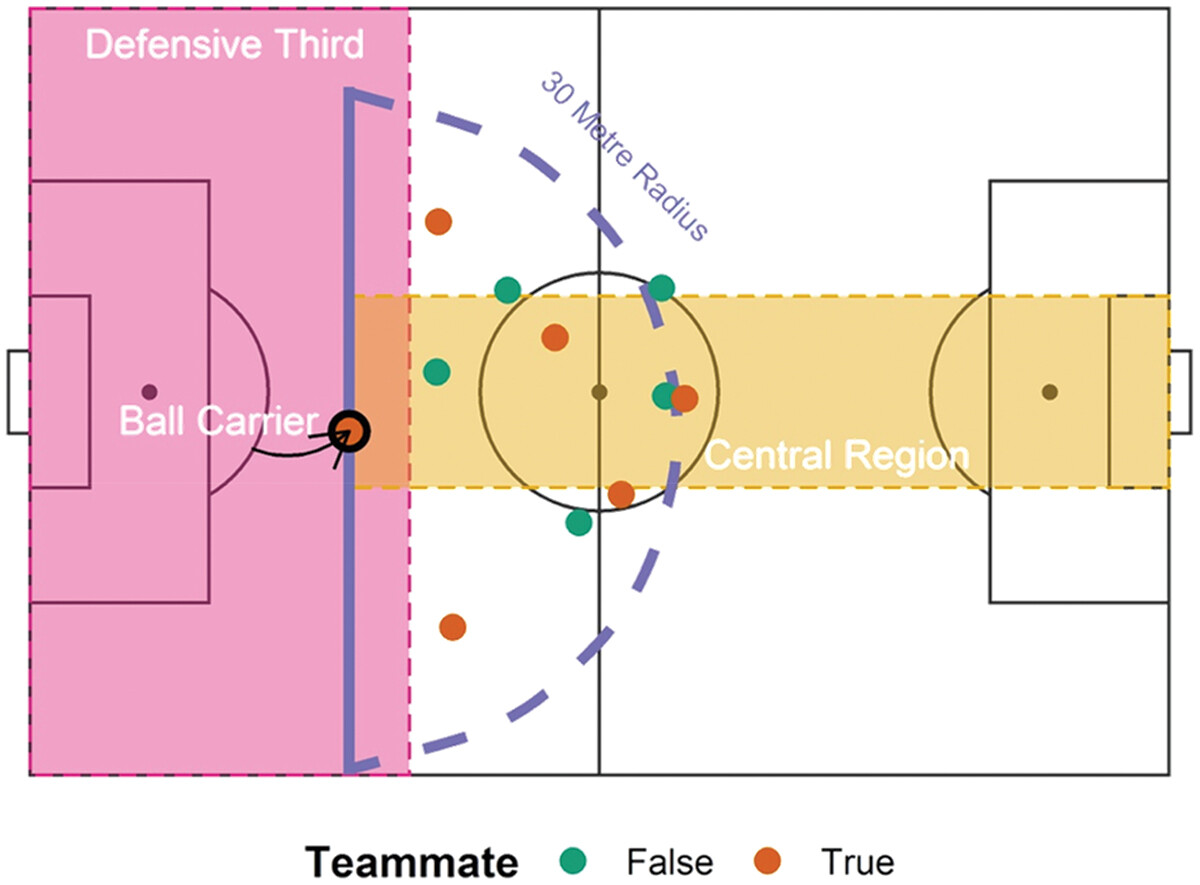 Defensive Third
30 Metre Radius
Ball Carrier
Central Region
Teammate False True